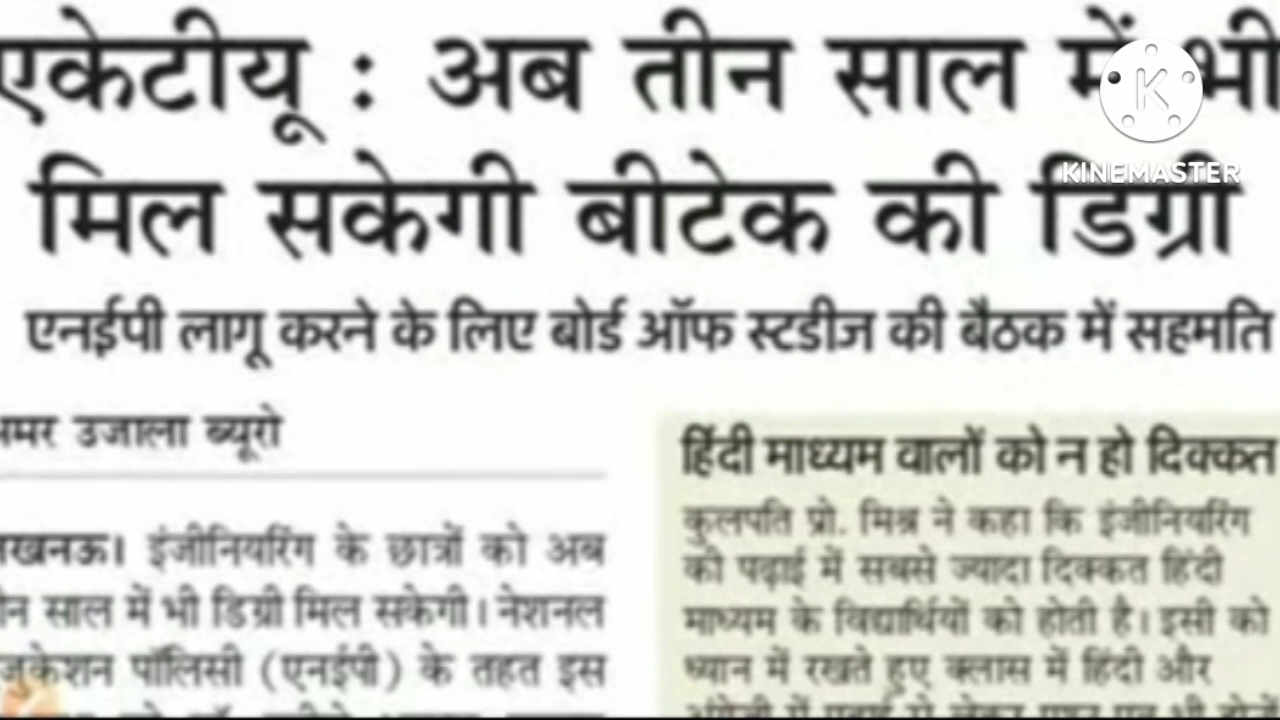 एकेटीयू : अब तीन साल में भी
मिल सकेगी बीटेक की डिग्री
KINEMASTER
एनईपी लागू करने के लिए बोर्ड ऑफ स्टडीज की बैठक में सहमति
अमर उजाला ब्यूरो
लखनऊ। इंजीनियरिंग के छात्रों को अब
तीन साल में भी डिग्री मिल सकेगी। नेशनल
एजुकेशन पॉलिसी (एनईपी) के तहत इस
हिंदी माध्यम वालों को न हो दिक्कत
कुलपति प्रो. मिश्र ने कहा कि इंजीनियरिंग
की पढ़ाई में सबसे ज्यादा दिक्कत हिंदी
माध्यम के विद्यार्थियों को होती है। इसी को
ध्यान में रखते हुए क्लास में हिंदी और